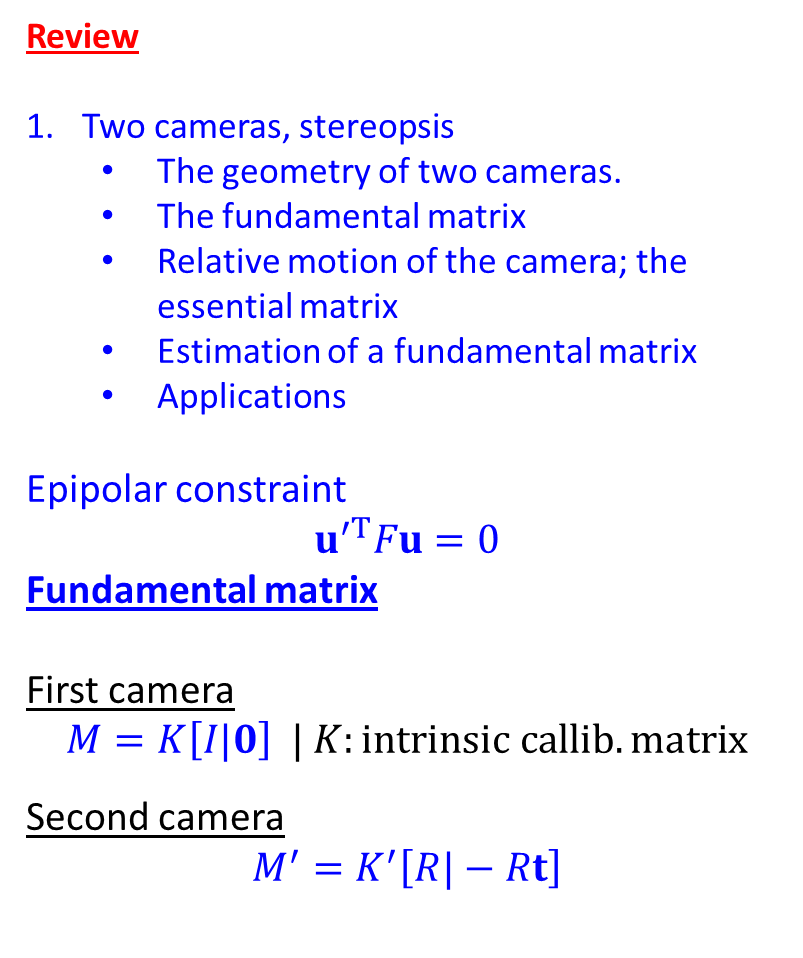 Review
1. Two cameras, stereopsis
• The geometry of two cameras.
• The fundamental matrix
• Relative motion of the camera; the
essential matrix
• Estimation of a fundamental matrix
• Applications
Epipolar constraint
𝐮′ᵀ𝐹𝐮 = 0
Fundamental matrix
First camera
𝑀 = 𝐾[𝐼|𝟎] | 𝐾: intrinsic callib. matrix
Second camera
𝑀′ = 𝐾′[𝑅| − 𝑅𝐭]